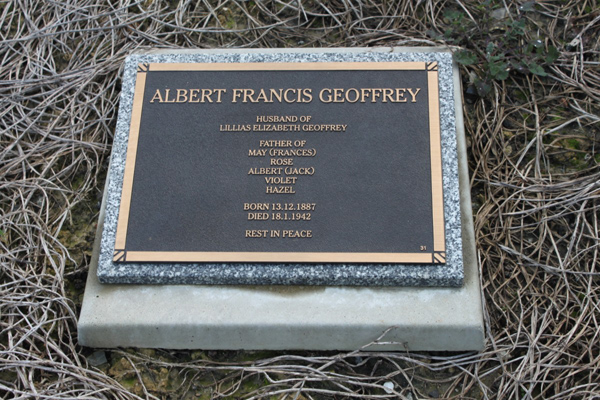 ALBERT FRANCIS GEOFFREY
HUSBAND OF
LILLIAS ELIZABETH GEOFFREY
FATHER OF
MAY (FRANCES)
ROSE
ALBERT (JACK)
VIOLET
HAZEL
BORN 13.12.1887
DIED 18.1.1942
REST IN PEACE